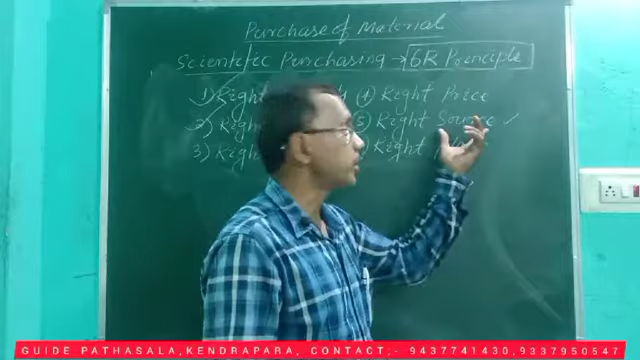 Purchase of Material
Scientific Purchasing → 6R Principle
1) Right (4) Right Price
2) Right (5) Right Source ✓
3) Right Right
GUIDE PATHASALA, KENDRAPARA, CONTACT,- 9437741430,9337950547